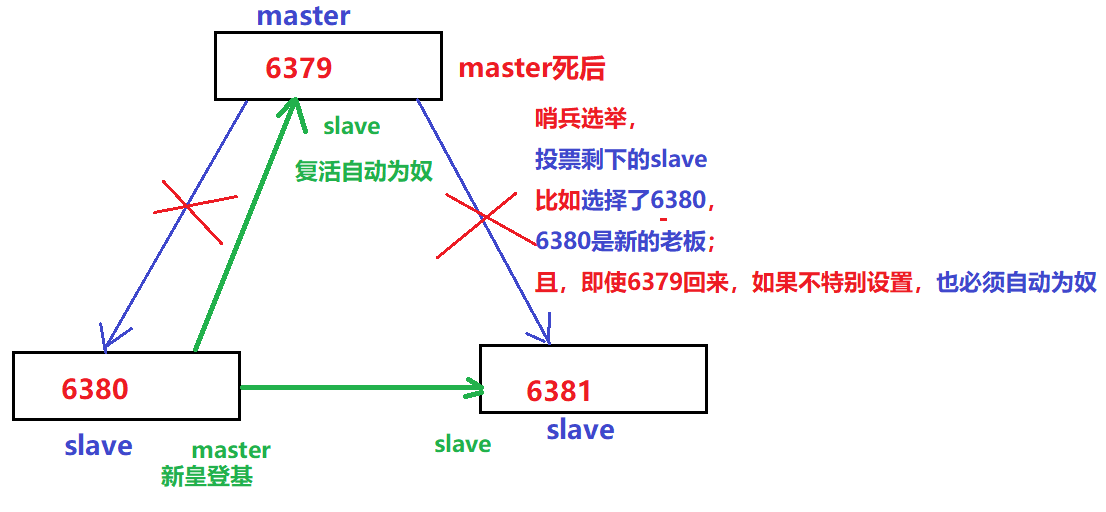 master
6379
master死后
slave
复活自动为奴
哨兵选举,
投票剩下的slave
比如选择了6380,
6380是新的老板;
且，即使6379回来，如果不特别设置，也必须自动为奴
6380
6381
slave
master
新皇登基
slave
slave